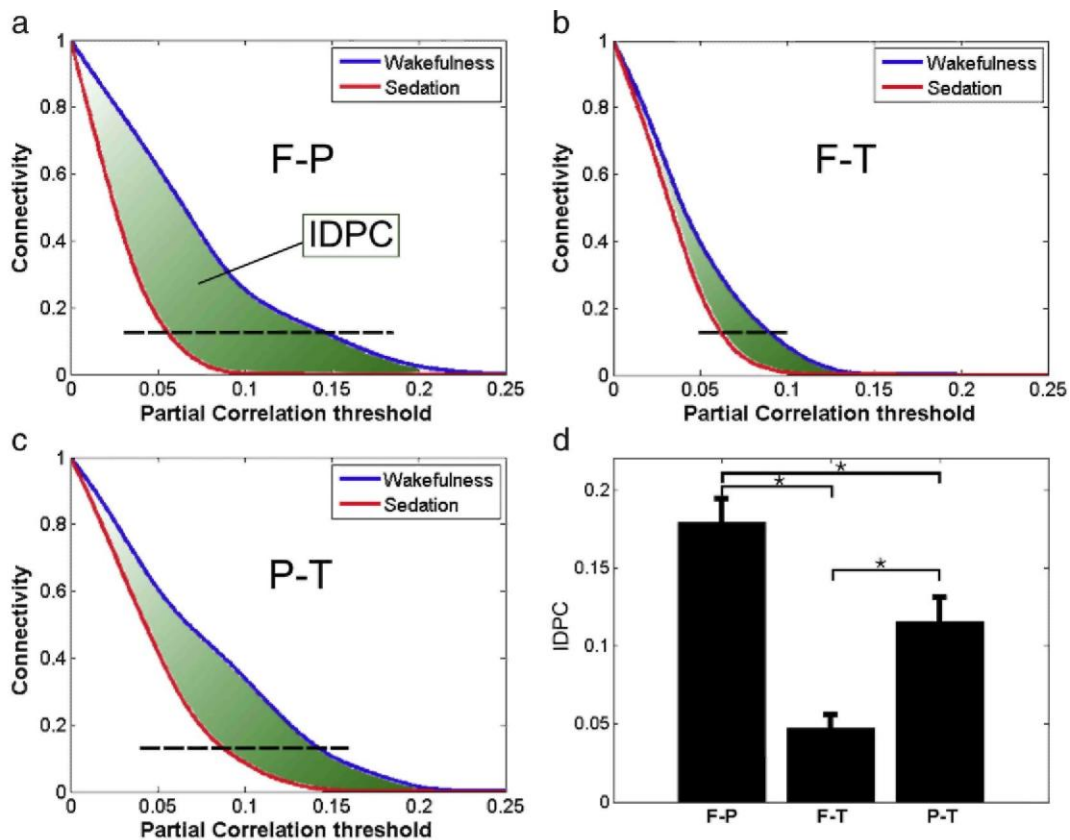 a
1
0.8
0.6
0.4
0.2
0
Connectivity
Wakefulness
Sedation
F-P
IDPC
0 0.05 0.1 0.15 0.2 0.25
Partial Correlation threshold
b
1
0.8
0.6
0.4
0.2
0
Connectivity
Wakefulness
Sedation
F-T
0 0.05 0.1 0.15 0.2 0.25
Partial Correlation threshold
c
1
0.8
0.6
0.4
0.2
0
Connectivity
Wakefulness
Sedation
P-T
0 0.05 0.1 0.15 0.2 0.25
Partial Correlation threshold
d
0.2
0.15
0.1
0.05
0
IDPC
*
*
*
F-P F-T P-T